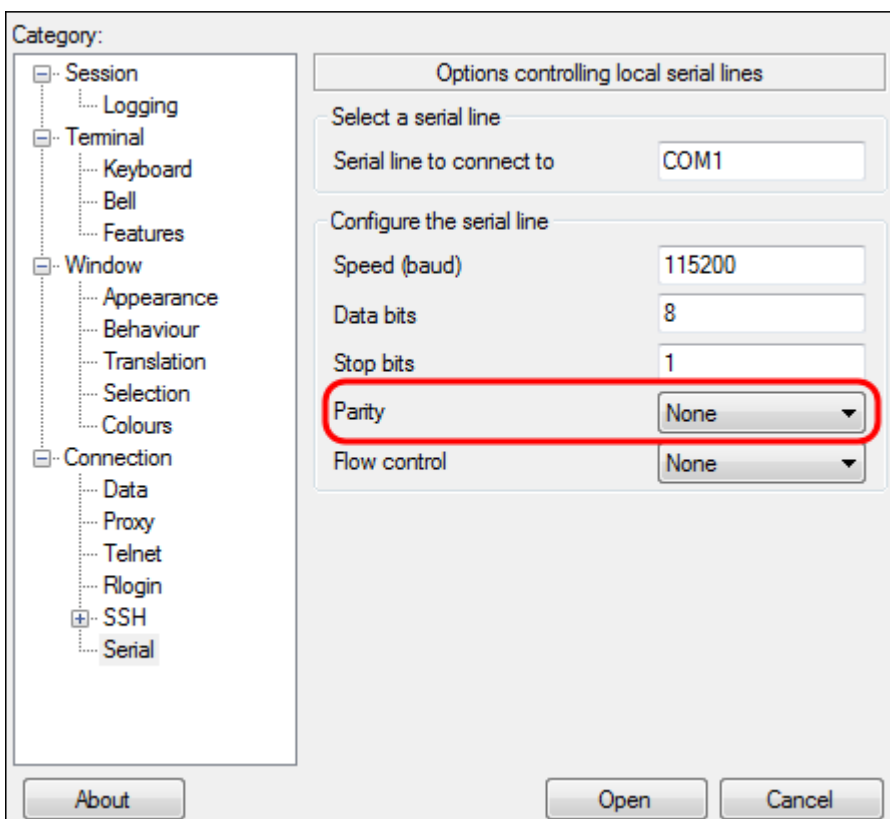 Category:
Session
Logging
Terminal
Keyboard
Bell
Features
Window
Appearance
Behaviour
Translation
Selection
Colours
Connection
Data
Proxy
Telnet
Rlogin
SSH
Serial
Options controlling local serial lines
Select a serial line
Serial line to connect to COM1
Configure the serial line
Speed (baud) 115200
Data bits 8
Stop bits 1
Parity None
Flow control None
About Open Cancel